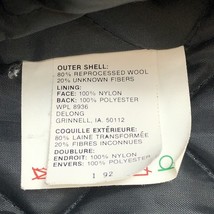 OUTER SHELL:
80% REPROCESSED WOOL
20% UNKNOWN FIBERS
LINING:
FACE: 100% NYLON
BACK: 100% POLYESTER
WPL 8936
DELONG
GRINNELL, IA. 50112
COQUILLE EXTÉRIEURE:
80% LAINE TRANSFORMÉE
20% FIBRES INCONNUES
DOUBLURE:
ENDROIT: 100% NYLON
ENVERS: 100% POLYESTER
1 92